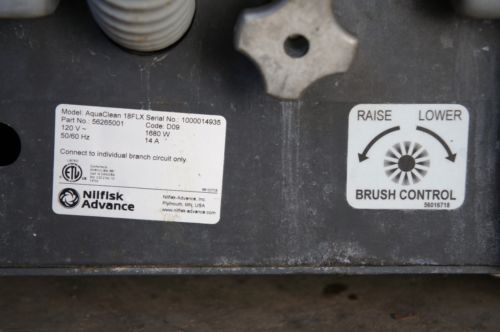 Model: AquaClean 18FLX Serial No.: 1000014935
Part No.: 56265001 Code: D09
120 V ~ 1680 W
50/60 Hz 14 A
Connect to individual branch circuit only.
LISTED
ETL
Nilfisk
Advance
Nilfisk-Advance, Inc.
Plymouth, MN, USA
www.nilfisk-advance.com
RAISE LOWER
BRUSH CONTROL
56016718